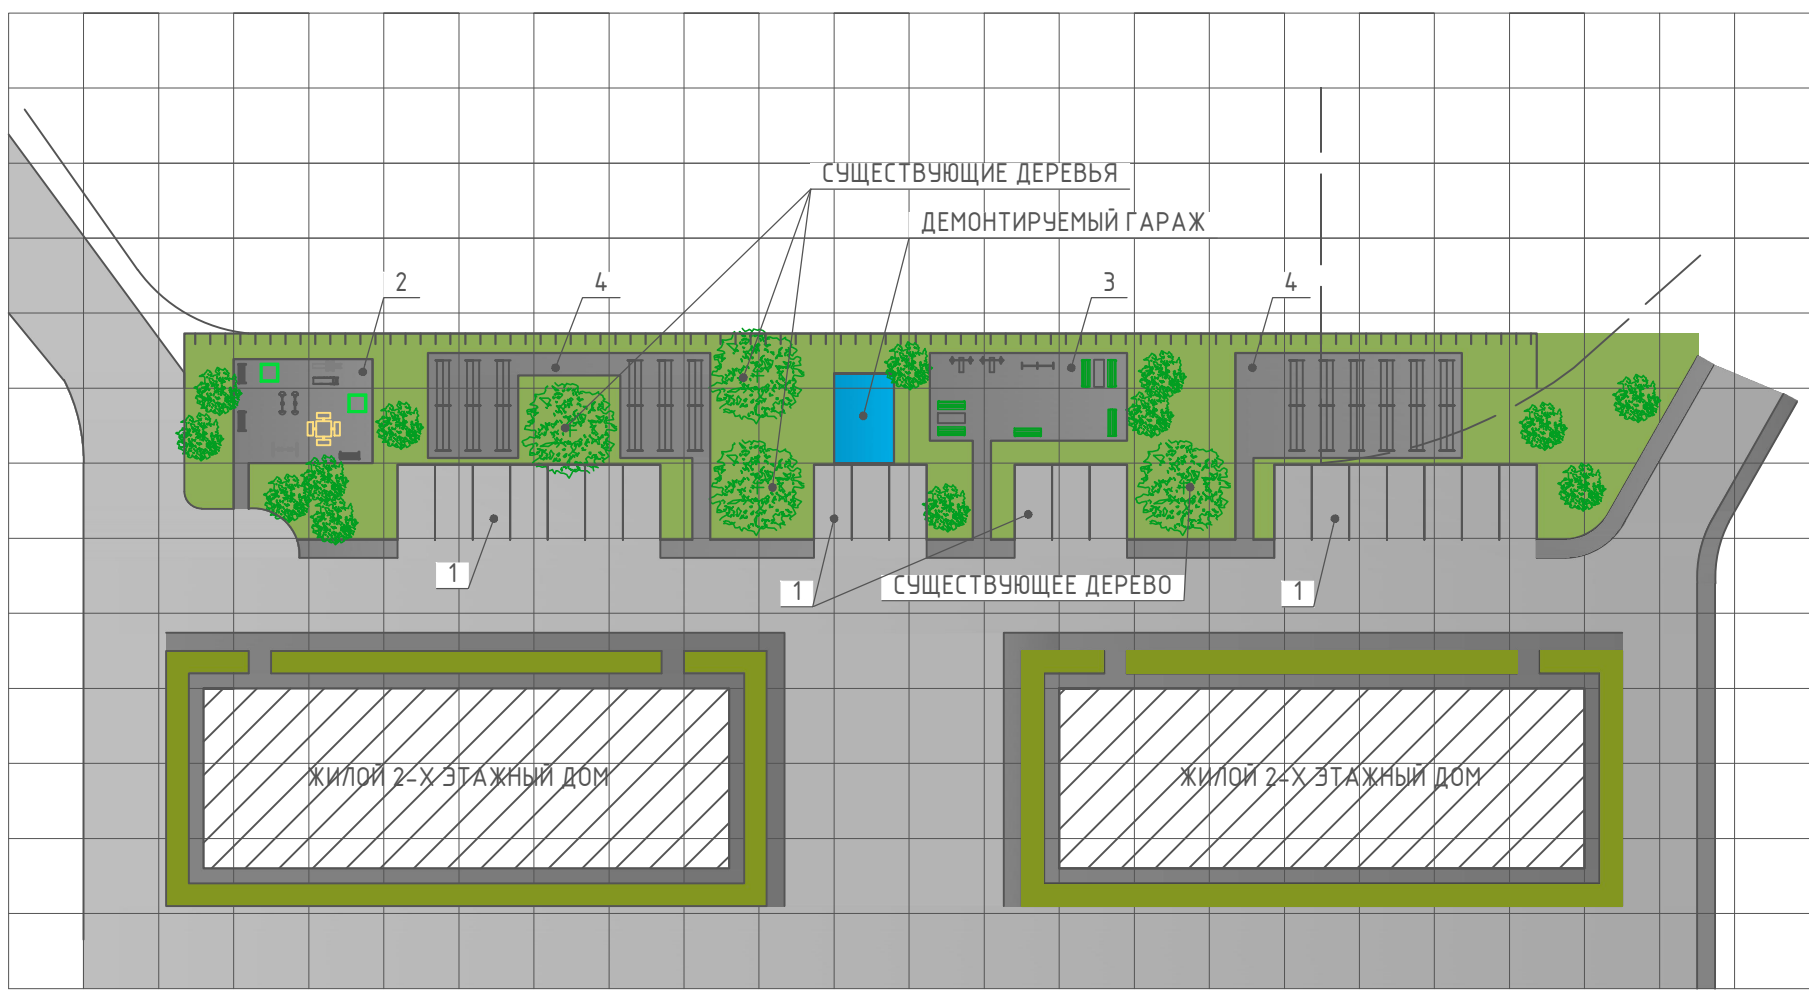 СУЩЕСТВУЮЩИЕ ДЕРЕВЬЯ
ДЕМОНТИРУЕМЫЙ ГАРАЖ
2
4
3
4
1
1
СУЩЕСТВУЮЩЕЕ ДЕРЕВО
1
ЖИЛОЙ 2-Х ЭТАЖНЫЙ ДОМ
ЖИЛОЙ 2-Х ЭТАЖНЫЙ ДОМ